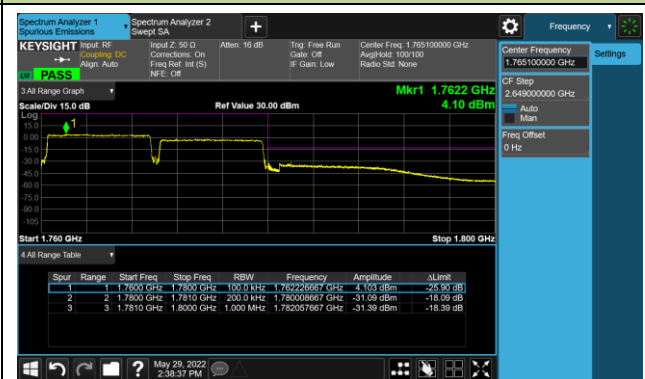 Spectrum Analyzer 1
Spurious Emissions
Spectrum Analyzer 2
Swept SA
Frequency
KEYSIGHT
Input: RF
Coupling: DC
Align: Auto
Input Z: 50 Ω
Corrections: On
Freq Ref: Int (S)
NFE: Off
Atten: 16 dB
Trig: Free Run
Gate: Off
IF Gain: Low
Center Freq: 1.765100000 GHz
Avg|Hold: 100/100
Radio Std: None
PASS
Center Frequency
1.765100000 GHz
Settings
CF Step
2.649000000 GHz
Auto
Man
Freq Offset
0 Hz
3 All Range Graph
Mkr1 1.7622 GHz
4.10 dBm
Scale/Div 15.0 dB
Ref Value 30.00 dBm
Log
15.0
0.00
-15.0
-30.0
-45.0
-60.0
-75.0
-90.0
-105
1
Start 1.760 GHz
Stop 1.800 GHz
4 All Range Table
Spur Range Start Freq Stop Freq RBW Frequency Amplitude ΔLimit
1 1 1.7600 GHz 1.7800 GHz 100.0 kHz 1.762226667 GHz 4.103 dBm -25.90 dB
2 2 1.7800 GHz 1.7810 GHz 200.0 kHz 1.780008667 GHz -31.09 dBm -18.09 dB
3 3 1.7810 GHz 1.8000 GHz 1.000 MHz 1.782057667 GHz -31.39 dBm -18.39 dB
May 29, 2022
2:38:37 PM